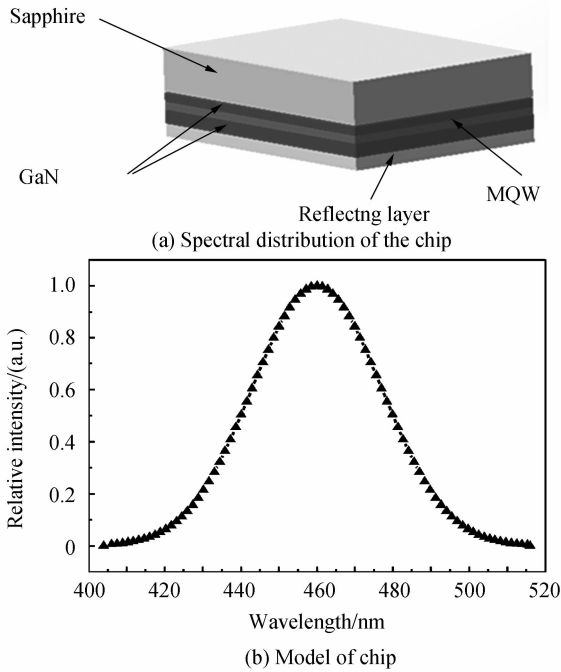 Sapphire
GaN
MQW
Reflectng layer
(a) Spectral distribution of the chip
1.0
0.8
0.6
0.4
0.2
0
Relative intensity/(a.u.)
400 420 440 460 480 500 520
Wavelength/nm
(b) Model of chip